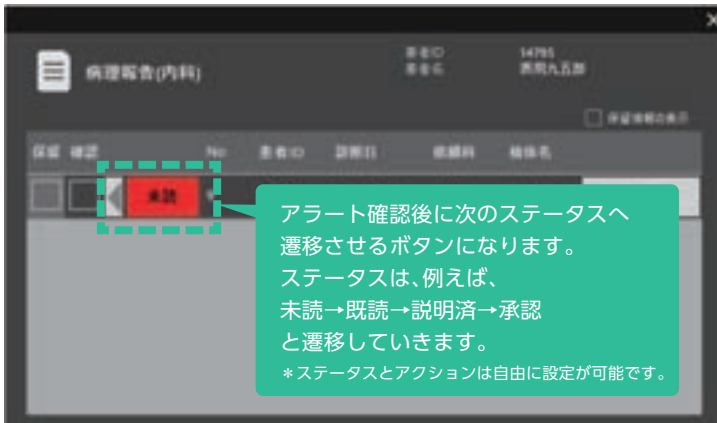 病理報告(内科)
患者ID 14795
患者名
保留情報の表示
保留 確認 No 患者ID 診断日 依頼科 検体名
未読
アラート確認後に次のステータスへ
遷移させるボタンになります。
ステータスは、例えば、
未読→既読→説明済→承認
と遷移していきます。
＊ステータスとアクションは自由に設定が可能です。